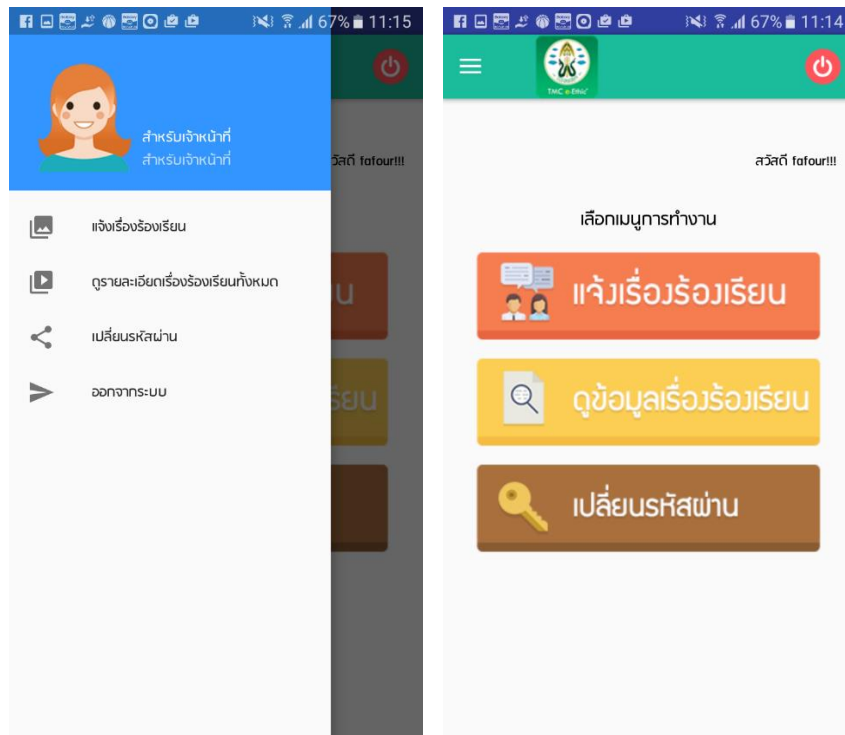 67% 11:15
สำหรับเจ้าหน้าที่
สำหรับเจ้าหน้าที่
วัสดี fafour!!!
แจ้งเรื่องร้องเรียน
ดูรายละเอียดเรื่องร้องเรียนทั้งหมด
เปลี่ยนรหัสผ่าน
ออกจากระบบ
น
รียน
67% 11:14
TMC e-Ethic
สวัสดี fafour!!!
เลือกเมนูการทำงาน
แจ้งเรื่องร้องเรียน
ดูข้อมูลเรื่องร้องเรียน
เปลี่ยนรหัสผ่าน